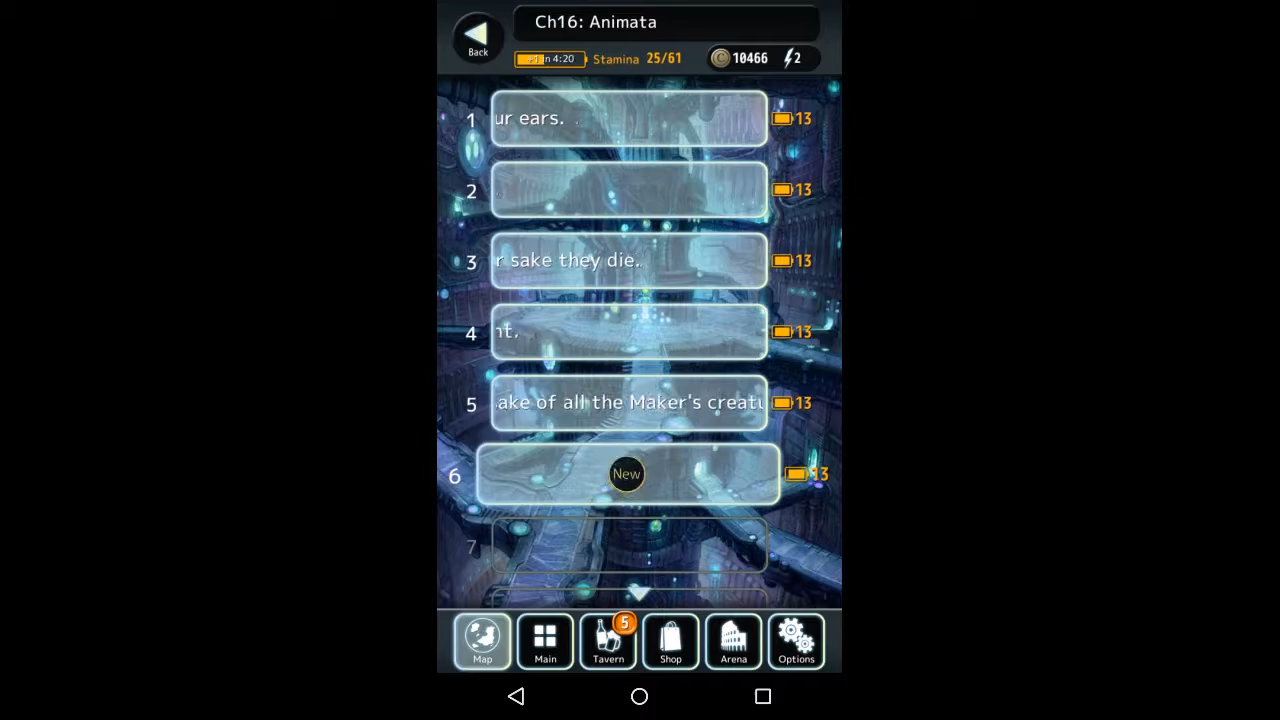 Ch16: Animata
Back
+1 in 4:20 Stamina 25/61 10466 2
1 ur ears. 13
2 . 13
3 r sake they die. 13
4 nt. 13
5 ake of all the Maker's creatu 13
6 New 13
7
5
Map Main Tavern Shop Arena Options